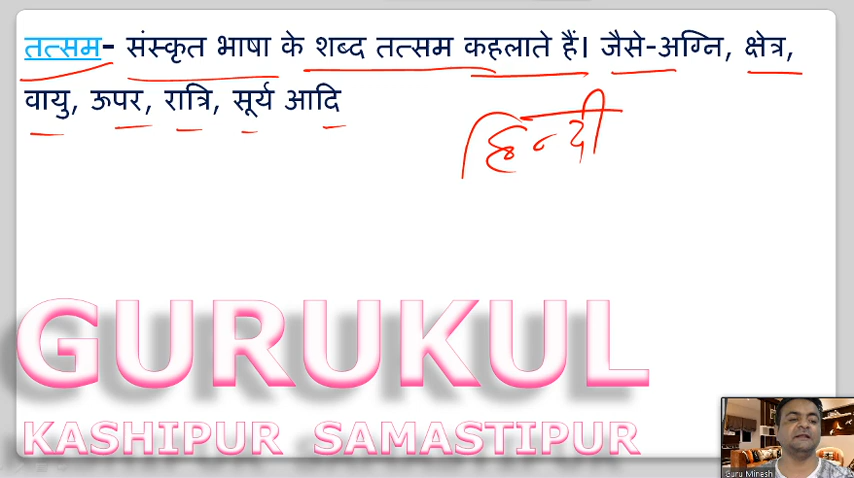 तत्सम- संस्कृत भाषा के शब्द तत्सम कहलाते हैं। जैसे-अग्नि, क्षेत्र,
वायु, ऊपर, रात्रि, सूर्य आदि
हिन्दी
GURUKUL
KASHIPUR SAMASTIPUR
Guru Minesh